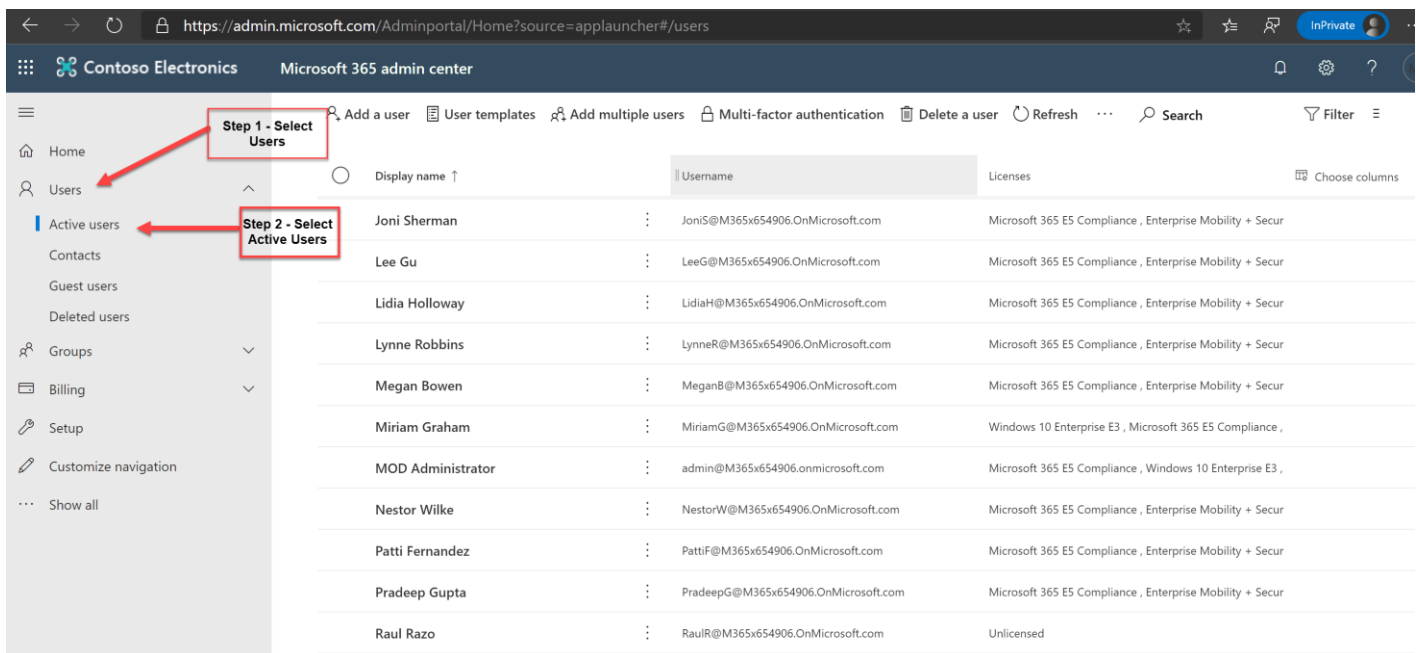 https://admin.microsoft.com/Adminportal/Home?source=applauncher#/users
InPrivate
Contoso Electronics
Microsoft 365 admin center
?
Add a user
User templates
Add multiple users
Multi-factor authentication
Delete a user
Refresh
Search
Filter
Home
Users
Active users
Contacts
Guest users
Deleted users
Groups
Billing
Setup
Customize navigation
Show all
Step 1 - Select
Users
Step 2 - Select
Active Users
Display name ↑ Username Licenses Choose columns
Joni Sherman JoniS@M365x654906.OnMicrosoft.com Microsoft 365 E5 Compliance , Enterprise Mobility + Secur
Lee Gu LeeG@M365x654906.OnMicrosoft.com Microsoft 365 E5 Compliance , Enterprise Mobility + Secur
Lidia Holloway LidiaH@M365x654906.OnMicrosoft.com Microsoft 365 E5 Compliance , Enterprise Mobility + Secur
Lynne Robbins LynneR@M365x654906.OnMicrosoft.com Microsoft 365 E5 Compliance , Enterprise Mobility + Secur
Megan Bowen MeganB@M365x654906.OnMicrosoft.com Microsoft 365 E5 Compliance , Enterprise Mobility + Secur
Miriam Graham MiriamG@M365x654906.OnMicrosoft.com Windows 10 Enterprise E3 , Microsoft 365 E5 Compliance ,
MOD Administrator admin@M365x654906.onmicrosoft.com Microsoft 365 E5 Compliance , Windows 10 Enterprise E3 ,
Nestor Wilke NestorW@M365x654906.OnMicrosoft.com Microsoft 365 E5 Compliance , Enterprise Mobility + Secur
Patti Fernandez PattiF@M365x654906.OnMicrosoft.com Microsoft 365 E5 Compliance , Enterprise Mobility + Secur
Pradeep Gupta PradeepG@M365x654906.OnMicrosoft.com Microsoft 365 E5 Compliance , Enterprise Mobility + Secur
Raul Razo RaulR@M365x654906.OnMicrosoft.com Unlicensed